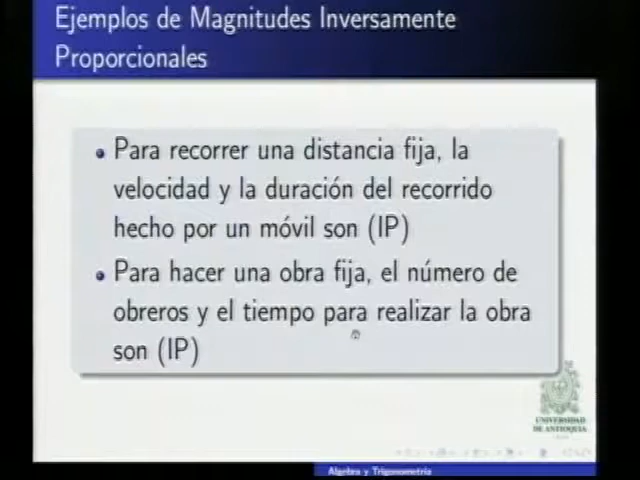 Ejemplos de Magnitudes Inversamente
Proporcionales
• Para recorrer una distancia fija, la
velocidad y la duración del recorrido
hecho por un móvil son (IP)
• Para hacer una obra fija, el número de
obreros y el tiempo para realizar la obra
son (IP)
UNIVERSIDAD
DE ANTIOQUIA
Algebra y Trigonometría